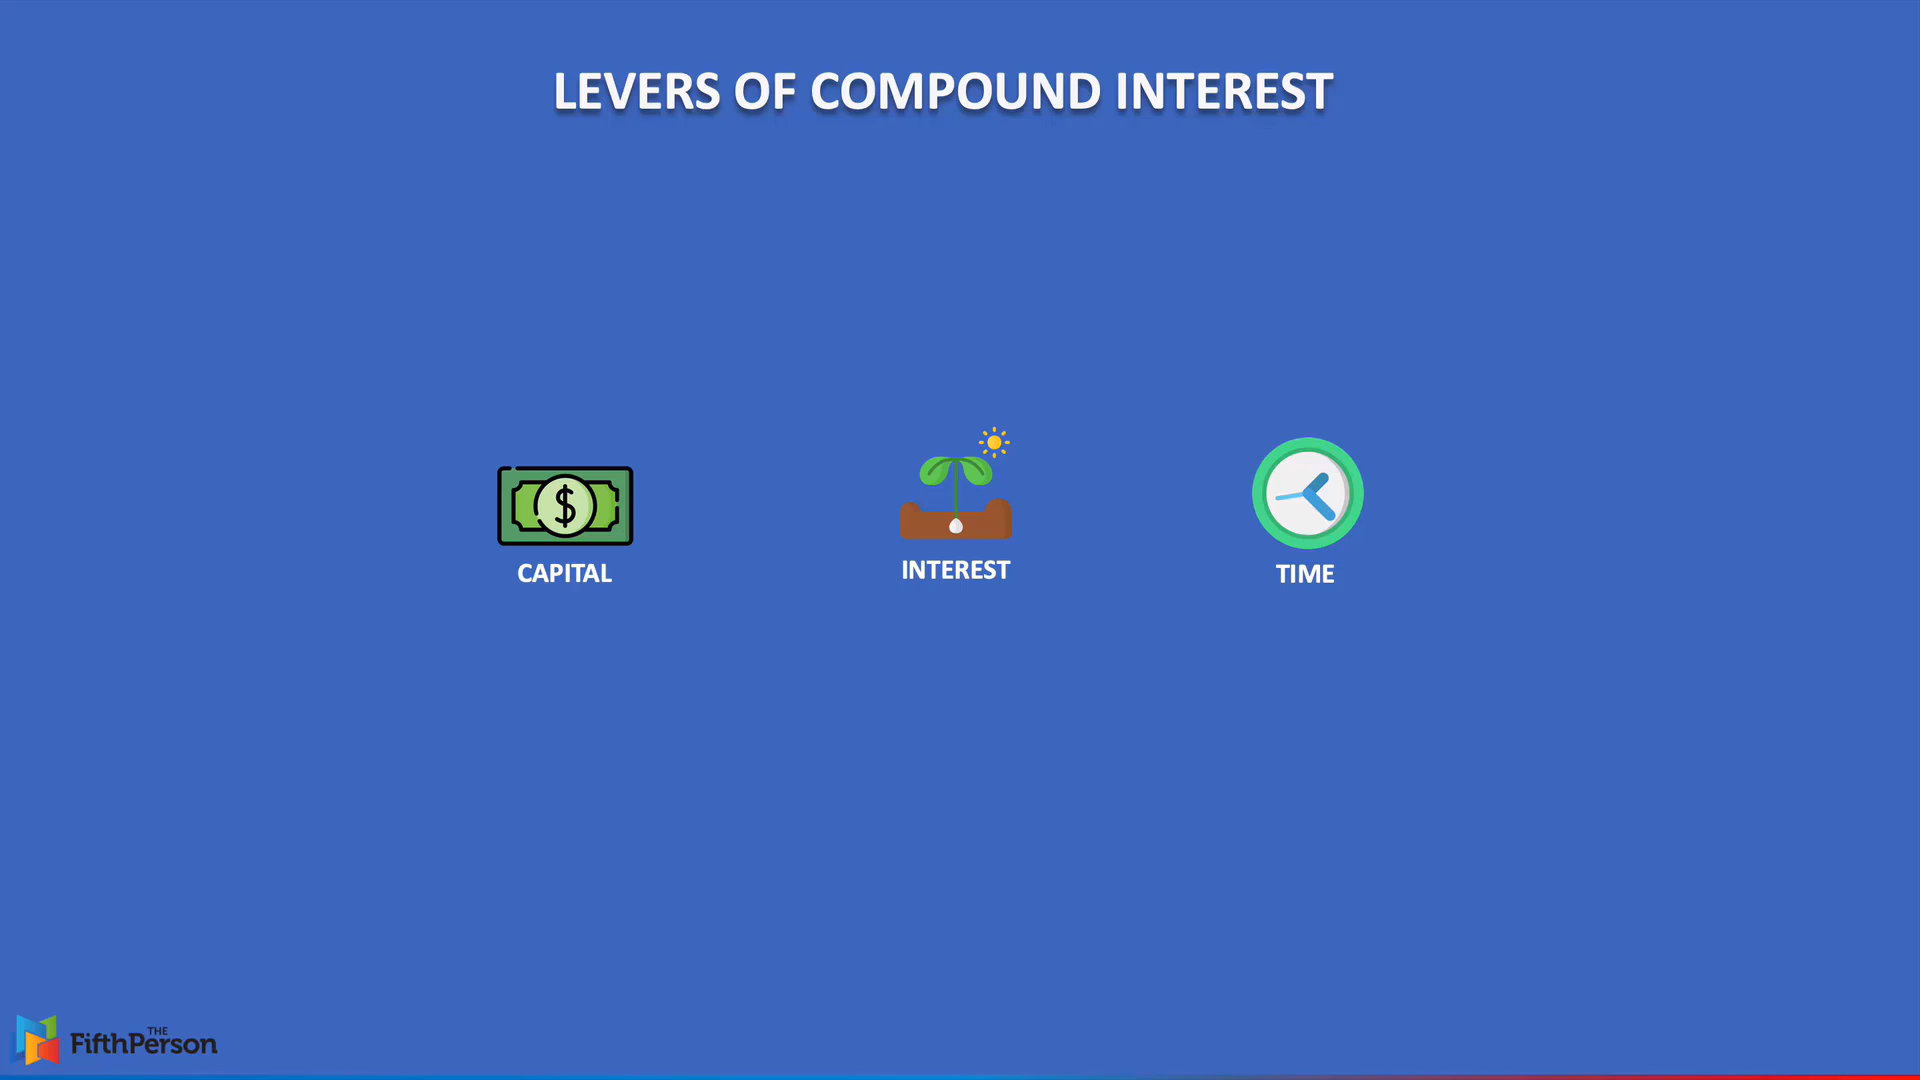 LEVERS OF COMPOUND INTEREST
$
CAPITAL
INTEREST
TIME
THE
FifthPerson